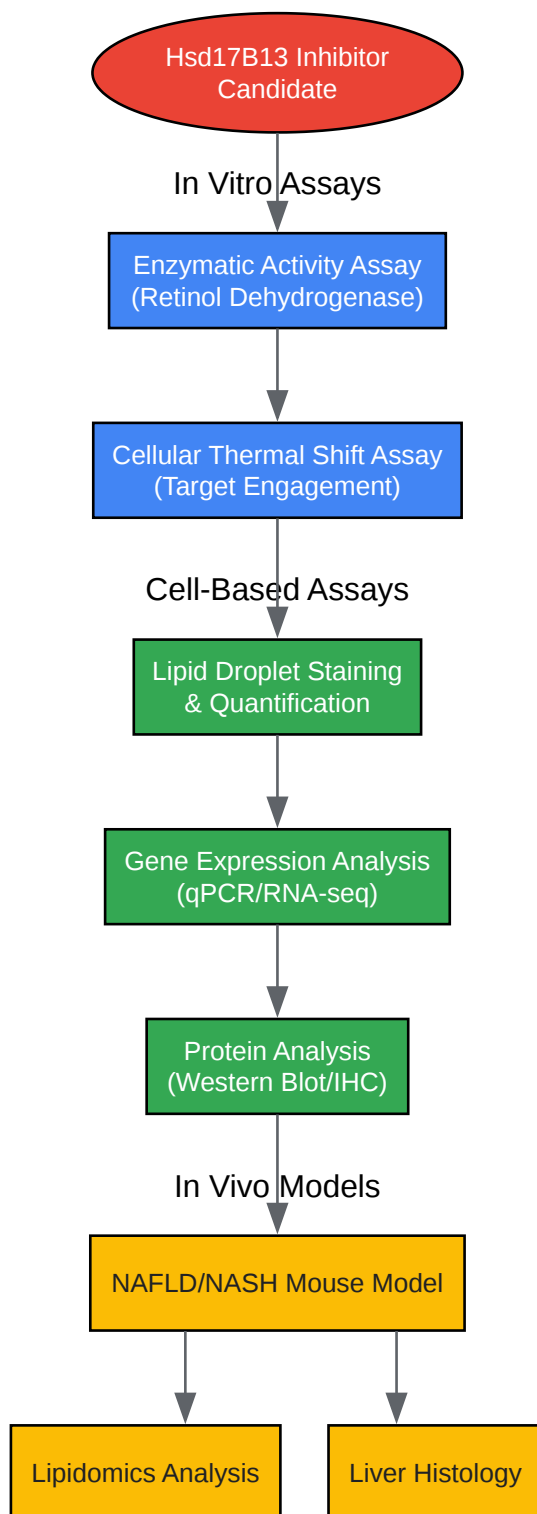 Hsd17B13 Inhibitor
Candidate
In Vitro Assays
Enzymatic Activity Assay
(Retinol Dehydrogenase)
Cellular Thermal Shift Assay
(Target Engagement)
Cell-Based Assays
Lipid Droplet Staining
& Quantification
Gene Expression Analysis
(qPCR/RNA-seq)
Protein Analysis
(Western Blot/IHC)
In Vivo Models
NAFLD/NASH Mouse Model
Lipidomics Analysis
Liver Histology